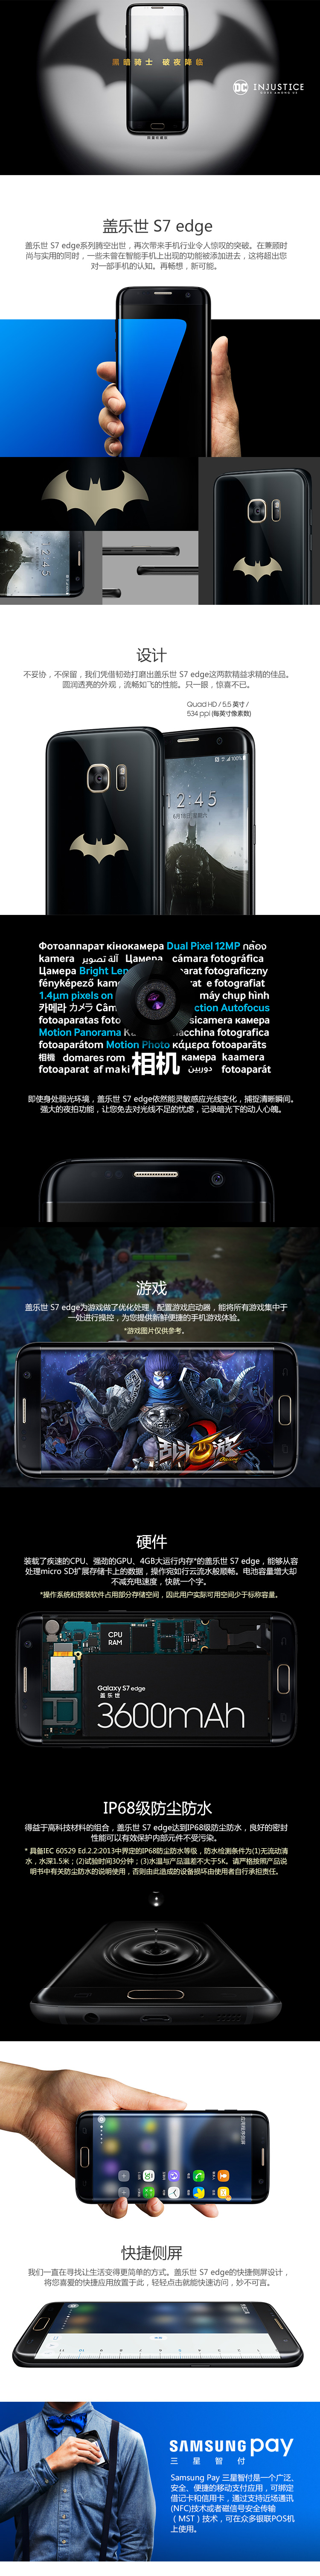 黑暗骑士 破夜降临
DC INJUSTICE
盖乐世 S7 edge
盖乐世 S7 edge系列腾空出世，再次带来手机行业令人惊叹的突破。在兼顾时
尚与实用的同时，一些未曾在智能手机上出现的功能被添加进去，这将超出您
对一部手机的认知。再畅想，新可能。
12:45
设计
不妥协，不保留，我们凭借韧劲打磨出盖乐世 S7 edge这两款精益求精的佳品。
圆润透亮的外观，流畅如飞的性能。只一眼，惊喜不已。
Quad HD / 5.5 英寸 /
534 ppi (每英寸像素数)
100%
12:45
Фотоаппарат кінокамера Dual Pixel 12MP
kamera آلة تصوير cámara fotográfica
Цамера Bright Len arat fotograficzny
fényképező kame rat e fotografiat
1.4μm pixels on máy chụp hình
카메라 カメラ Câm ction Autofocus
fotoaparatas foto sicamera камера
Motion Panorama acchina fotografica
fotoaparátom Motion Photo κάμερα fotoaparāts
相機 domares rom 相机 камера kaamera
fotoaparat af maki دوربین fotoaparát
即使身处弱光环境，盖乐世 S7 edge依然能灵敏感应光线变化，捕捉清晰瞬间。
强大的夜拍功能，让您免去对光线不足的忧虑，记录暗光下的动人心魄。
游戏
盖乐世 S7 edge为游戏做了优化处理，配置游戏启动器，能将所有游戏集中于
一处进行操控，为您提供新鲜便捷的手机游戏体验。
*游戏图片仅供参考。
斗西游2
硬件
装载了疾速的CPU、强劲的GPU、4GB大运行内存*的盖乐世 S7 edge，能够从容
处理micro SD扩展存储卡上的数据，操作宛如行云流水般顺畅。电池容量增大却
不减充电速度，快就一个字。
*操作系统和预装软件占用部分存储空间，因此用户实际可用空间少于标称容量。
CPU
RAM
Galaxy S7 edge
盖乐世
3600mAh
IP68级防尘防水
得益于高科技材料的组合，盖乐世 S7 edge达到IP68级防尘防水，良好的密封
性能可以有效保护内部元件不受污染。
* 具备IEC 60529 Ed.2.2:2013中界定的IP68防尘防水等级，防水检测条件为(1)无流动清
水，水深1.5米；(2)试验时间30分钟；(3)水温与产品温差不大于5K。请严格按照产品说
明书中有关防尘防水的说明使用，否则由此造成的设备损坏由使用者自行承担责任。
快捷侧屏
我们一直在寻找让生活变得更简单的方式。盖乐世 S7 edge的快捷侧屏设计，
将您喜爱的快捷应用放置于此，轻轻点击就能快速访问，妙不可言。
SAMSUNG pay
三星智付
Samsung Pay 三星智付是一个广泛、
安全、便捷的移动支付应用，可绑定
借记卡和信用卡，通过支持近场通讯
(NFC)技术或者磁信号安全传输
（MST）技术，可在众多银联POS机
上使用。